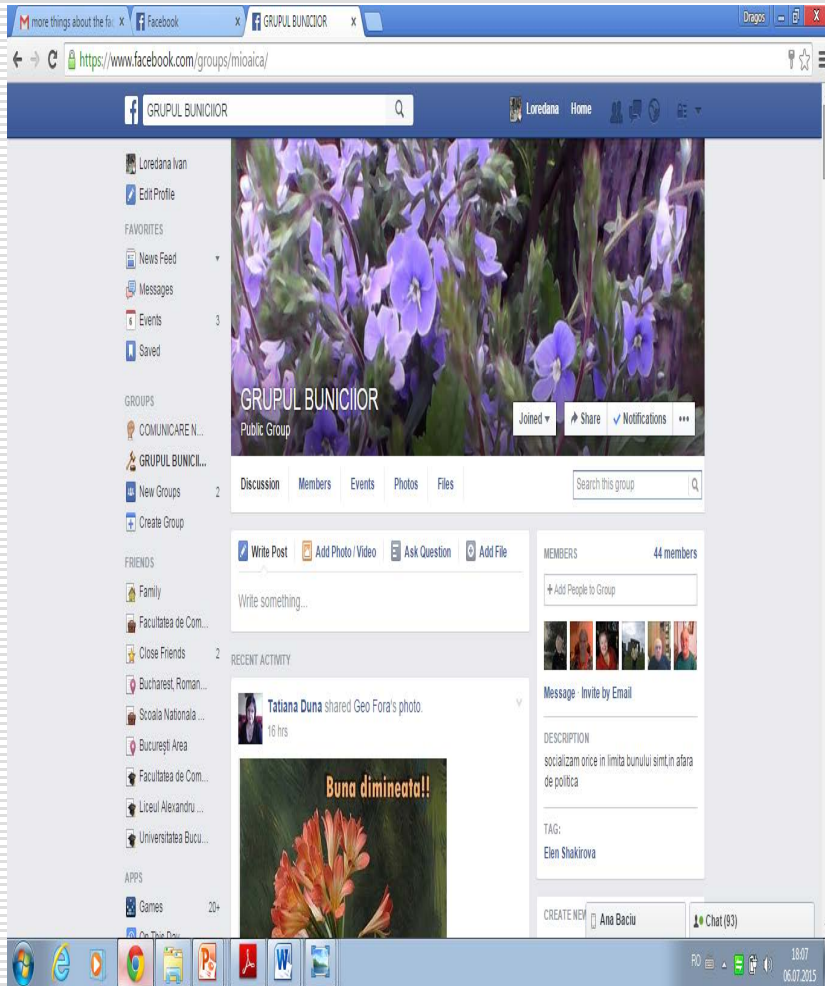 more things about the fac
Facebook
GRUPUL BUNICIIOR
Dragos
https://www.facebook.com/groups/mioaica/
GRUPUL BUNICIIOR
Loredana
Home
Loredana Ivan
Edit Profile
FAVORITES
News Feed
Messages
Events 3
Saved
GROUPS
COMUNICARE N...
GRUPUL BUNICII...
New Groups 2
Create Group
FRIENDS
Family
Facultatea de Com...
Close Friends 2
Bucharest, Roman...
Scoala Nationala ...
București Area
Facultatea de Com...
Liceul Alexandru ...
Universitatea Bucu...
APPS
Games 20+
On This Day
GRUPUL BUNICIIOR
Public Group
Joined
Share
Notifications
Discussion
Members
Events
Photos
Files
Search this group
Write Post
Add Photo / Video
Ask Question
Add File
Write something...
RECENT ACTIVITY
Tatiana Duna shared Geo Fora's photo.
16 hrs
Buna dimineata!!
MEMBERS 44 members
+ Add People to Group
Message · Invite by Email
DESCRIPTION
socializam orice in limita bunului simt,in afara
de politica
TAG:
Elen Shakirova
CREATE NEW
Ana Baciu
Chat (93)
RO
18:07
06.07.2015